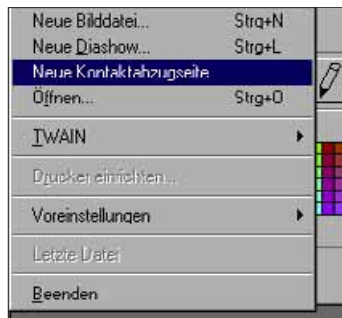 Neue Bilddatei... Strg+N
Neue Diashow... Strg+L
Neue Kontaktabzugseite
Öffnen... Strg+O
TWAIN
Drucker einrichten...
Voreinstellungen
Letzte Datei
Beenden